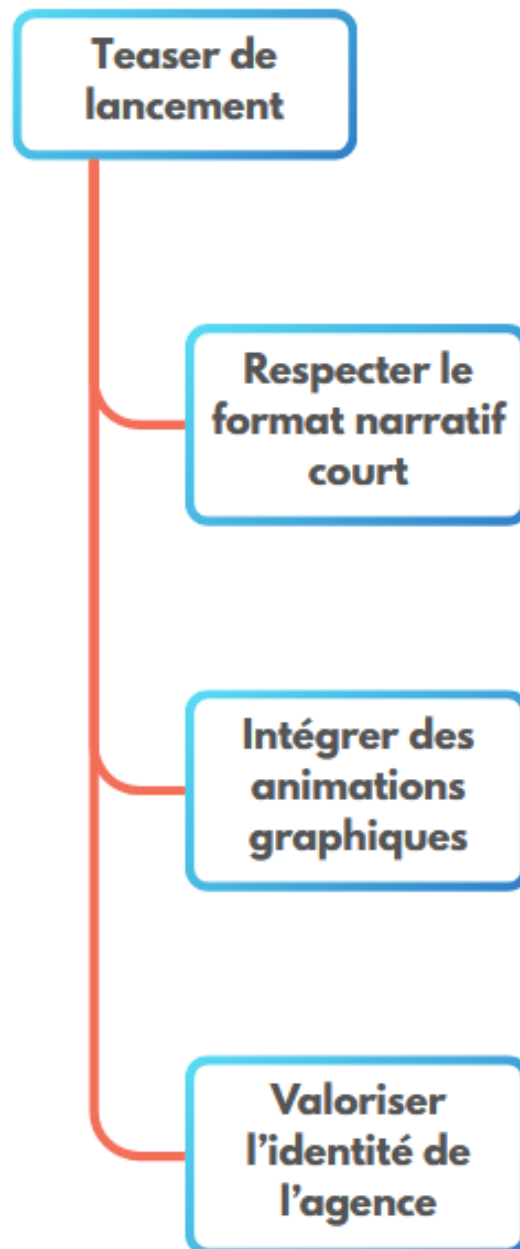 Teaser de
lancement
Respecter le
format narratif
court
Intégrer des
animations
graphiques
Valoriser
l’identité de
l’agence